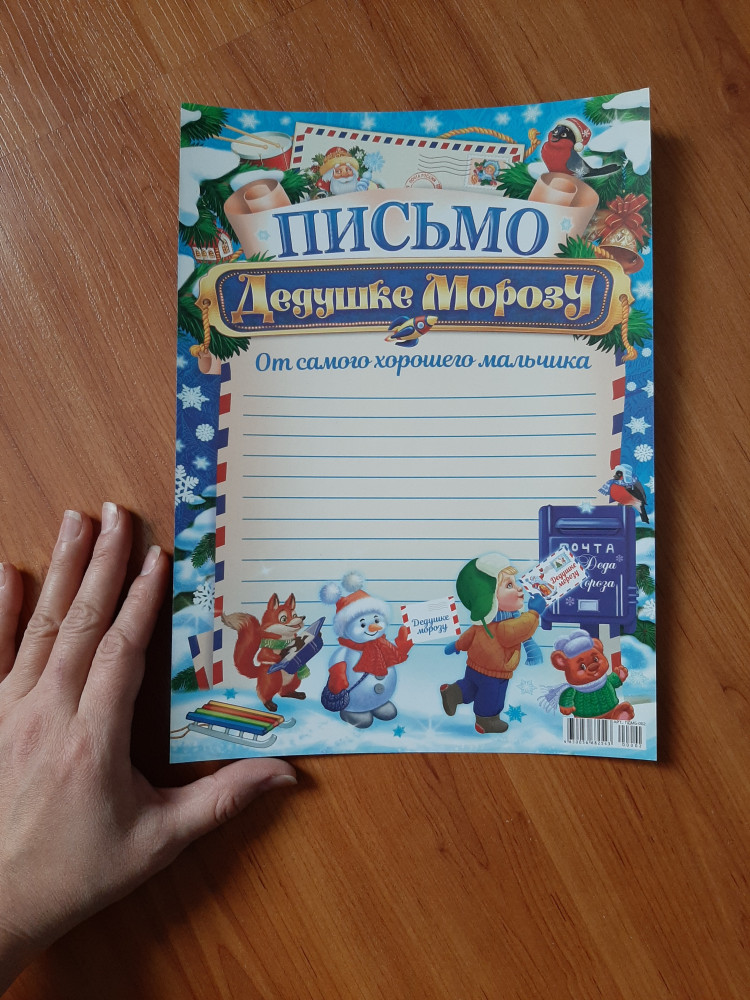 ПИСЬМО
Дедушке Морозу
От самого хорошего мальчика
ПОЧТА
Деда
Мороза
Дедушке
морозу
Дедушке
морозу